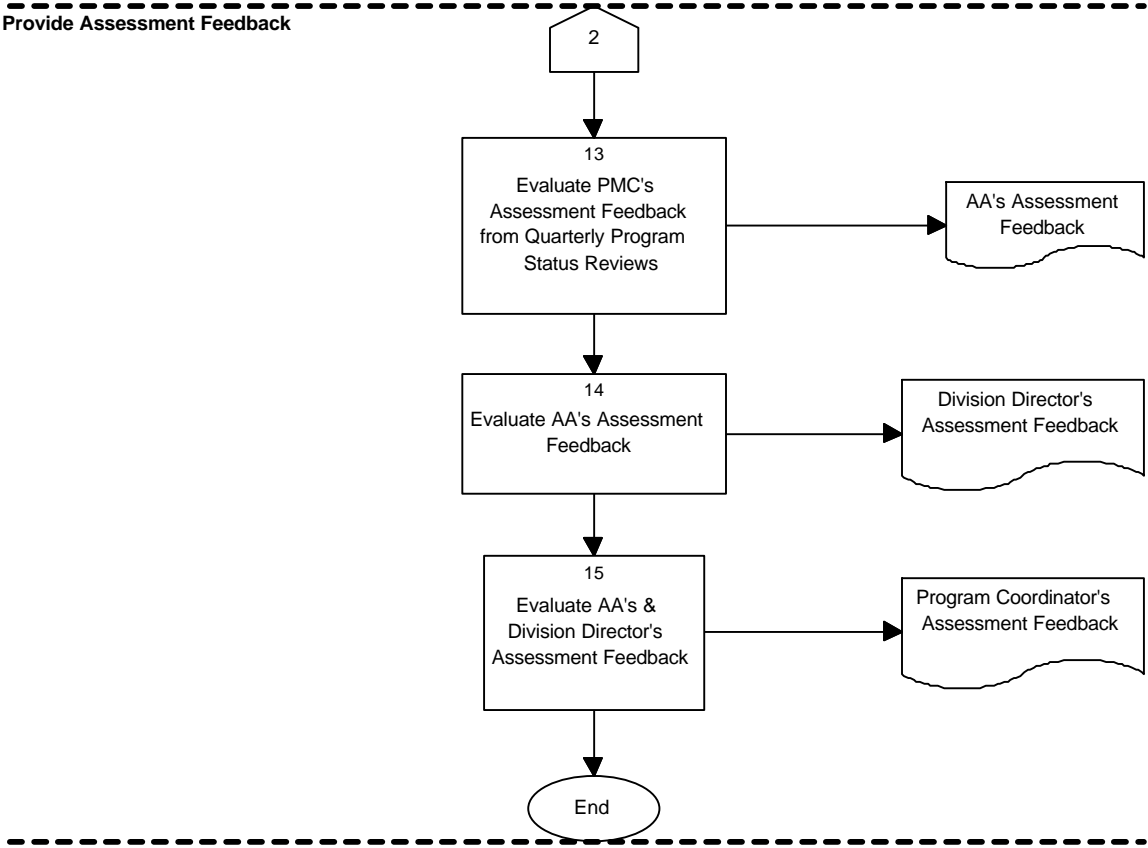 Provide Assessment Feedback
2
13
Evaluate PMC's
Assessment Feedback
from Quarterly Program
Status Reviews
AA's Assessment
Feedback
14
Evaluate AA's Assessment
Feedback
Division Director's
Assessment Feedback
15
Evaluate AA's &
Division Director's
Assessment Feedback
Program Coordinator's
Assessment Feedback
End